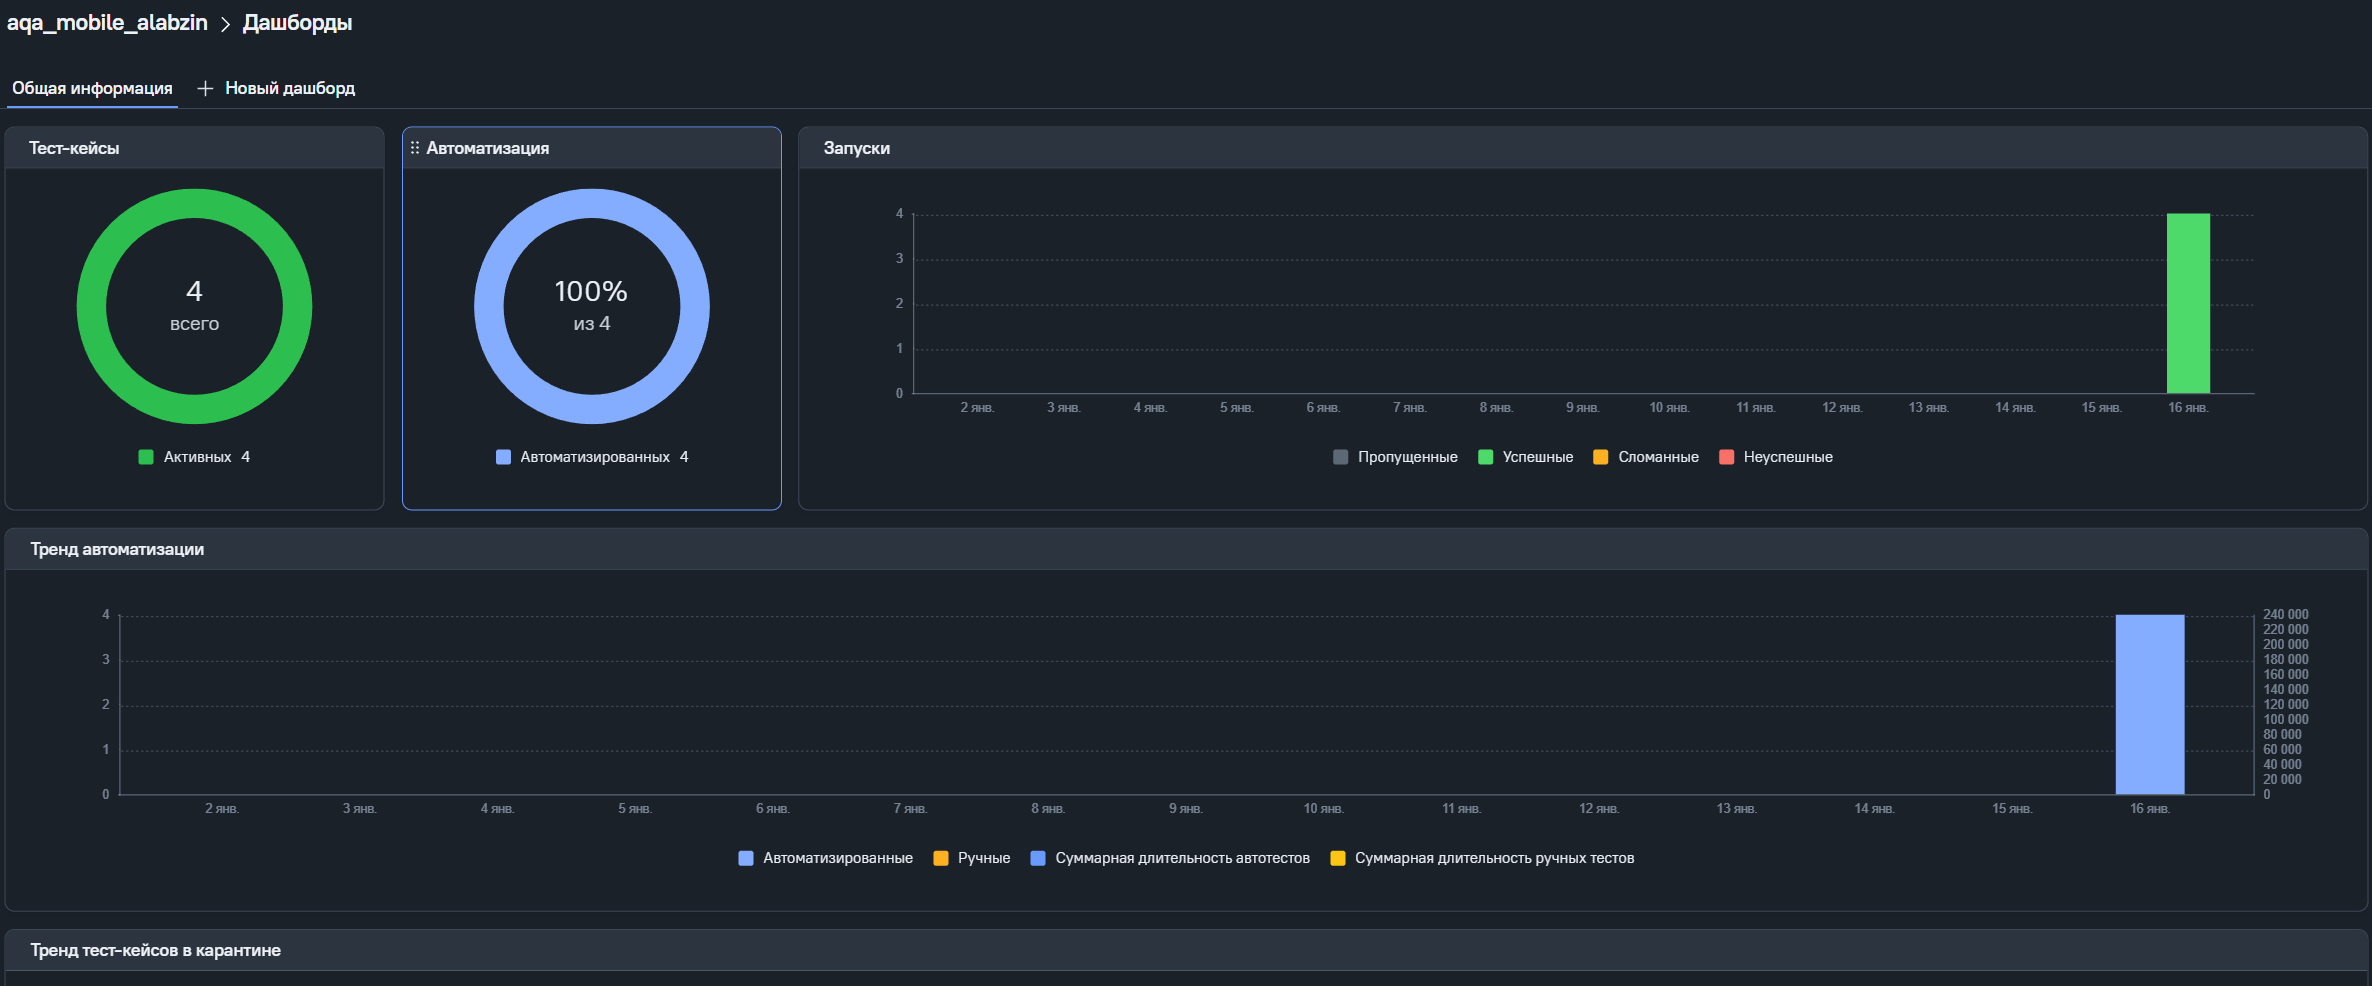 aqa_mobile_alabzin > Дашборды
Общая информация + Новый дашборд
Тест-кейсы
4
всего
Активных 4
Автоматизация
100%
из 4
Автоматизированных 4
Запуски
4
3
2
1
0
2 янв. 3 янв. 4 янв. 5 янв. 6 янв. 7 янв. 8 янв. 9 янв. 10 янв. 11 янв. 12 янв. 13 янв. 14 янв. 15 янв. 16 янв.
Пропущенные Успешные Сломанные Неуспешные
Тренд автоматизации
4
3
2
1
0
240 000
220 000
200 000
180 000
160 000
140 000
120 000
100 000
80 000
60 000
40 000
20 000
0
2 янв. 3 янв. 4 янв. 5 янв. 6 янв. 7 янв. 8 янв. 9 янв. 10 янв. 11 янв. 12 янв. 13 янв. 14 янв. 15 янв. 16 янв.
Автоматизированные Ручные Суммарная длительность автотестов Суммарная длительность ручных тестов
Тренд тест-кейсов в карантине